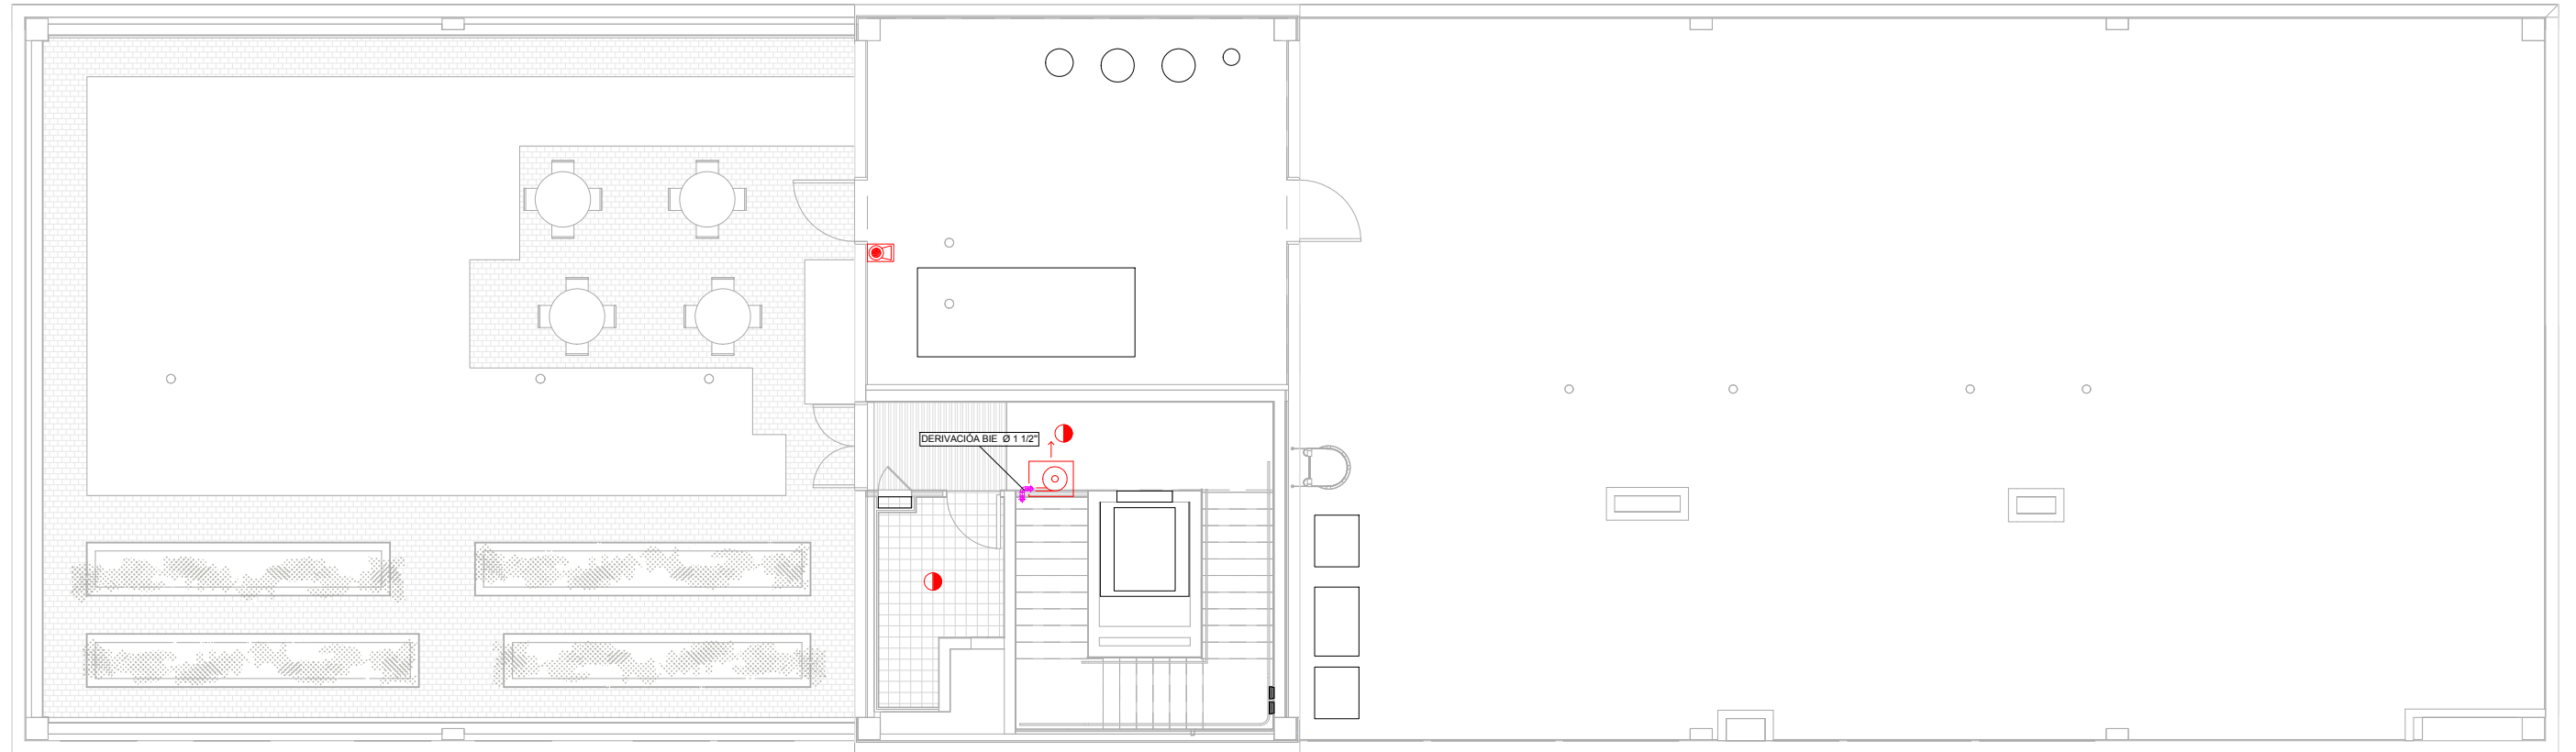 DERIVACIÓA BIE Ø 1 1/2"